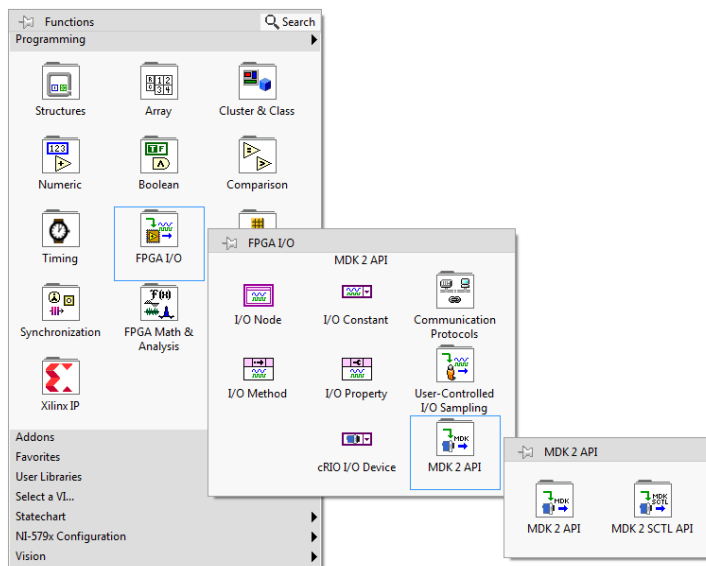 Functions
Search
Programming
Structures
Array
Cluster & Class
Numeric
Boolean
Comparison
Timing
FPGA I/O
Synchronization
FPGA Math &
Analysis
Xilinx IP
Addons
Favorites
User Libraries
Select a VI...
Statechart
NI-579x Configuration
Vision
FPGA I/O
MDK 2 API
I/O Node
I/O Constant
Communication
Protocols
I/O Method
I/O Property
User-Controlled
I/O Sampling
cRIO I/O Device
MDK 2 API
MDK 2 API
MDK 2 API
MDK 2 SCTL API